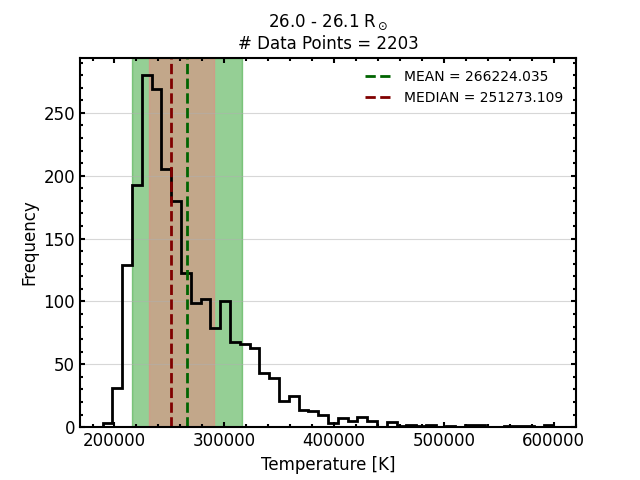 26.0 - 26.1 R⊙
# Data Points = 2203
MEAN = 266224.035
MEDIAN = 251273.109
Frequency
250
200
150
100
50
0
200000 300000 400000 500000 600000
Temperature [K]